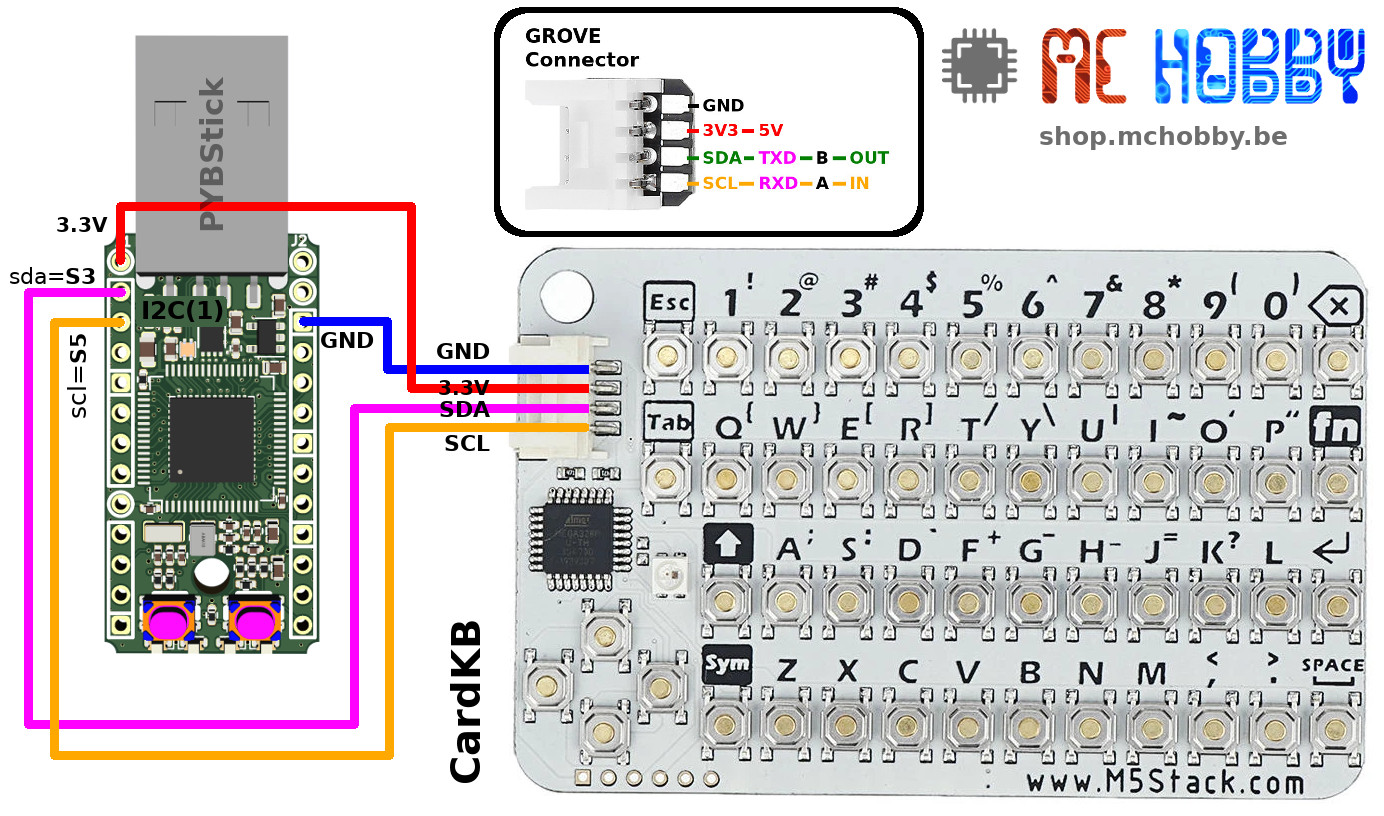 GROVE
Connector
GND
3V3 5V
SDA TXD B OUT
SCL RXD A IN
MC HOBBY
shop.mchobby.be
PYBStick
3.3V
J2
sda=S3
I2C(1)
scl=S5
GND
GND
3.3V
SDA
SCL
Esc 1 ! 2 @ 3 # 4 $ 5 % 6 ^ 7 & 8 * 9 ( 0 )
Tab Q { W } E [ R ] T / Y \ U | I ~ O ' P " fn
A ; S : D ` F + G - H _ J = K ? L
Sym Z X C V B N M , < . > SPACE
CardKB
www.M5Stack.com